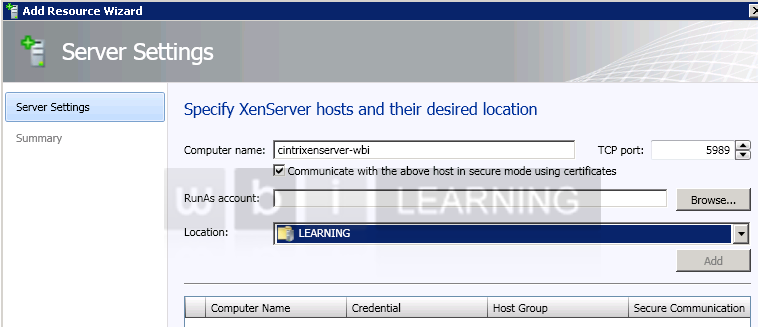 Add Resource Wizard
Server Settings
Server Settings
Summary
Specify XenServer hosts and their desired location
Computer name: cintrixenserver-wbi TCP port: 5989
Communicate with the above host in secure mode using certificates
RunAs account: Browse...
wbi LEARNING
Location: LEARNING
Add
Computer Name Credential Host Group Secure Communication